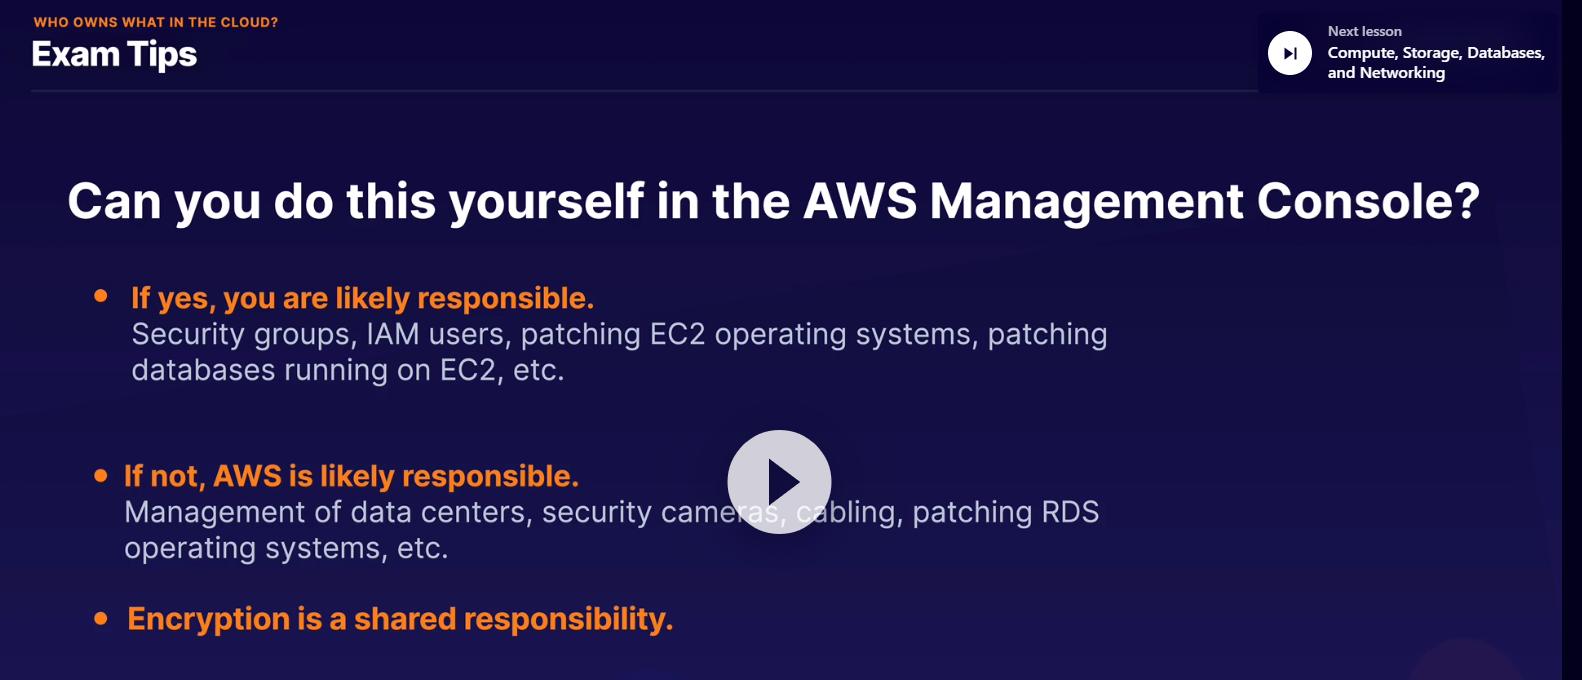 WHO OWNS WHAT IN THE CLOUD?
Exam Tips
Next lesson
Compute, Storage, Databases,
and Networking
Can you do this yourself in the AWS Management Console?
If yes, you are likely responsible.
Security groups, IAM users, patching EC2 operating systems, patching
databases running on EC2, etc.
If not, AWS is likely responsible.
Management of data centers, security cameras, cabling, patching RDS
operating systems, etc.
Encryption is a shared responsibility.